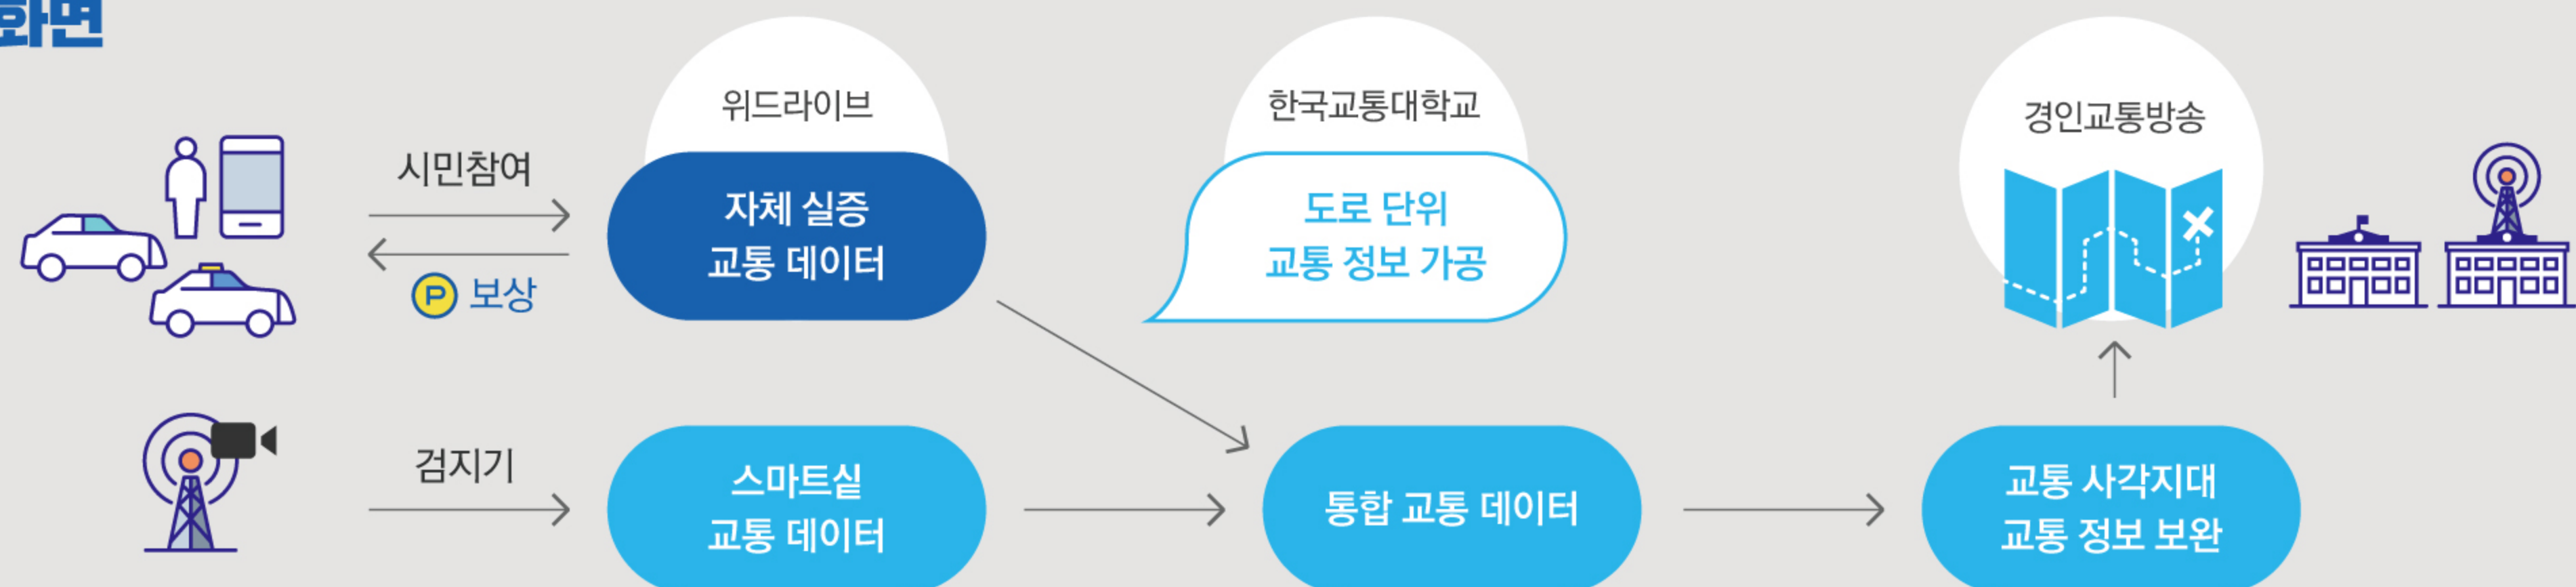 화면
위드라이브
한국교통대학교
경인교통방송
시민참여
자체 실증
교통 데이터
도로 단위
교통 정보 가공
P 보상
검지기
스마트싵
교통 데이터
통합 교통 데이터
교통 사각지대
교통 정보 보완